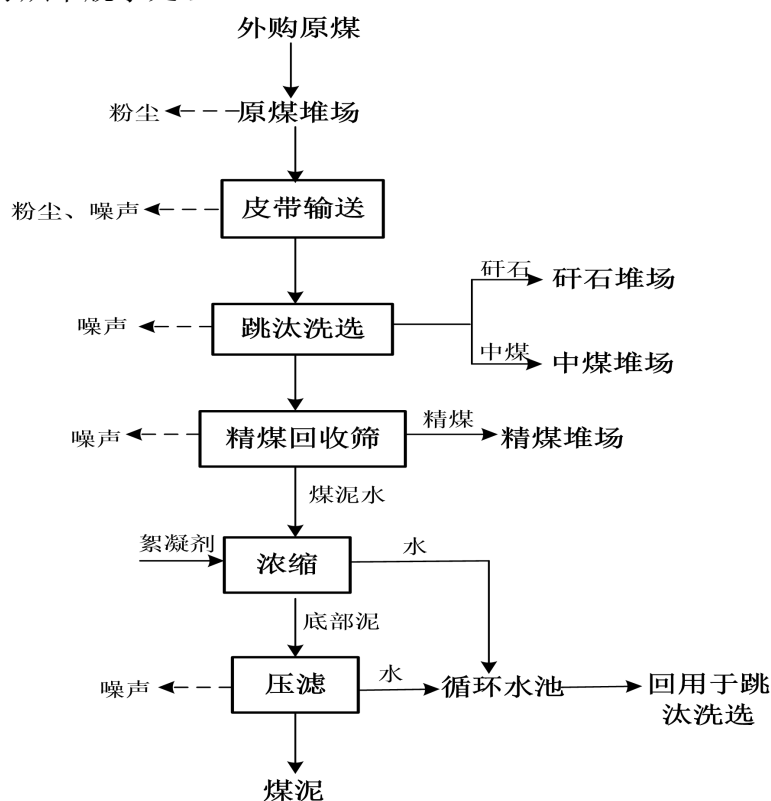 外购原煤
粉尘
原煤堆场
粉尘、噪声
皮带输送
矸石
矸石堆场
噪声
跳汰洗选
中煤
中煤堆场
噪声
精煤回收筛
精煤
精煤堆场
煤泥水
絮凝剂
浓缩
水
底部泥
噪声
压滤
水
循环水池
回用于跳
汰洗选
煤泥